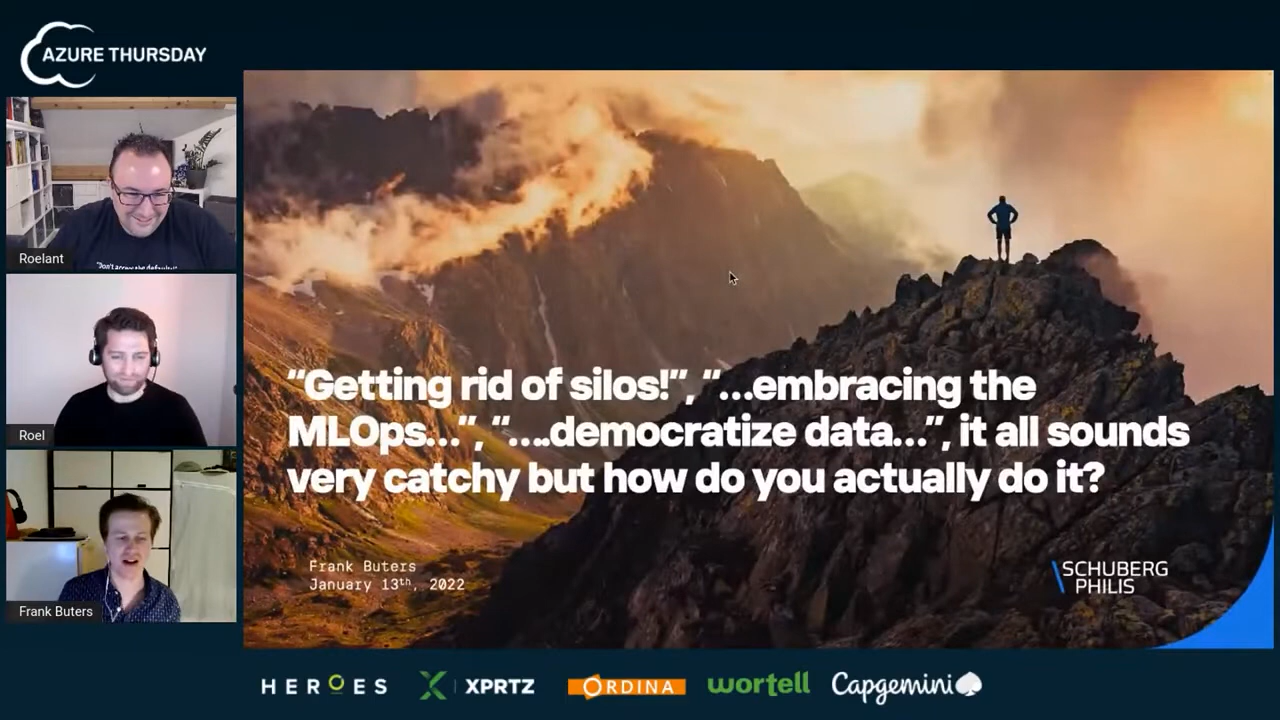 AZURE THURSDAY
Roelant
Roel
Frank Buters
“Getting rid of silos!”, “...embracing the
MLOps...”, “....democratize data...”, it all sounds
very catchy but how do you actually do it?
Frank Buters
January 13th, 2022
SCHUBERG
PHILIS
HEROES
XPRTZ
ORDINA
wortell
Capgemini